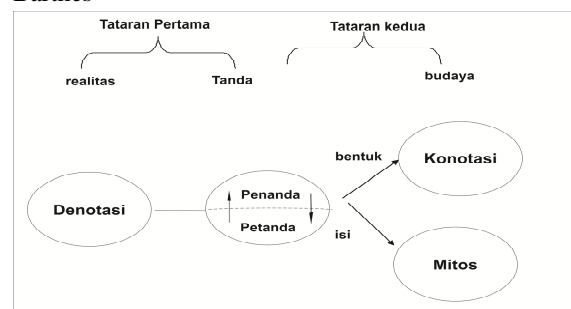 Barthes
Tataran Pertama
Tataran kedua
realitas
Tanda
budaya
bentuk
Konotasi
Denotasi
Penanda
Petanda
isi
Mitos